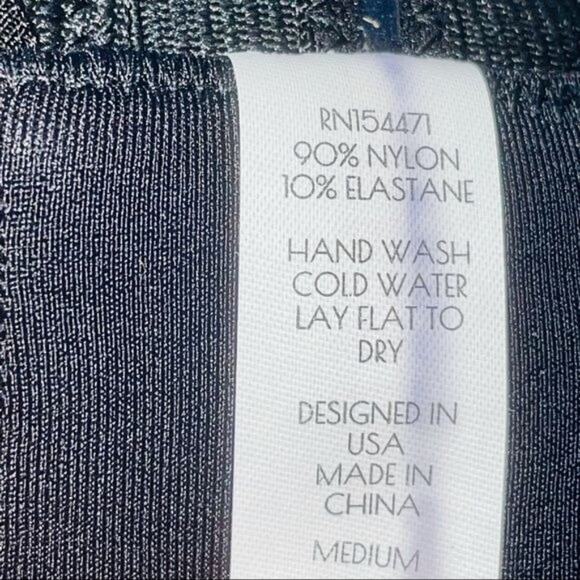 RN154471
90% NYLON
10% ELASTANE
HAND WASH
COLD WATER
LAY FLAT TO
DRY
DESIGNED IN
USA
MADE IN
CHINA
MEDIUM